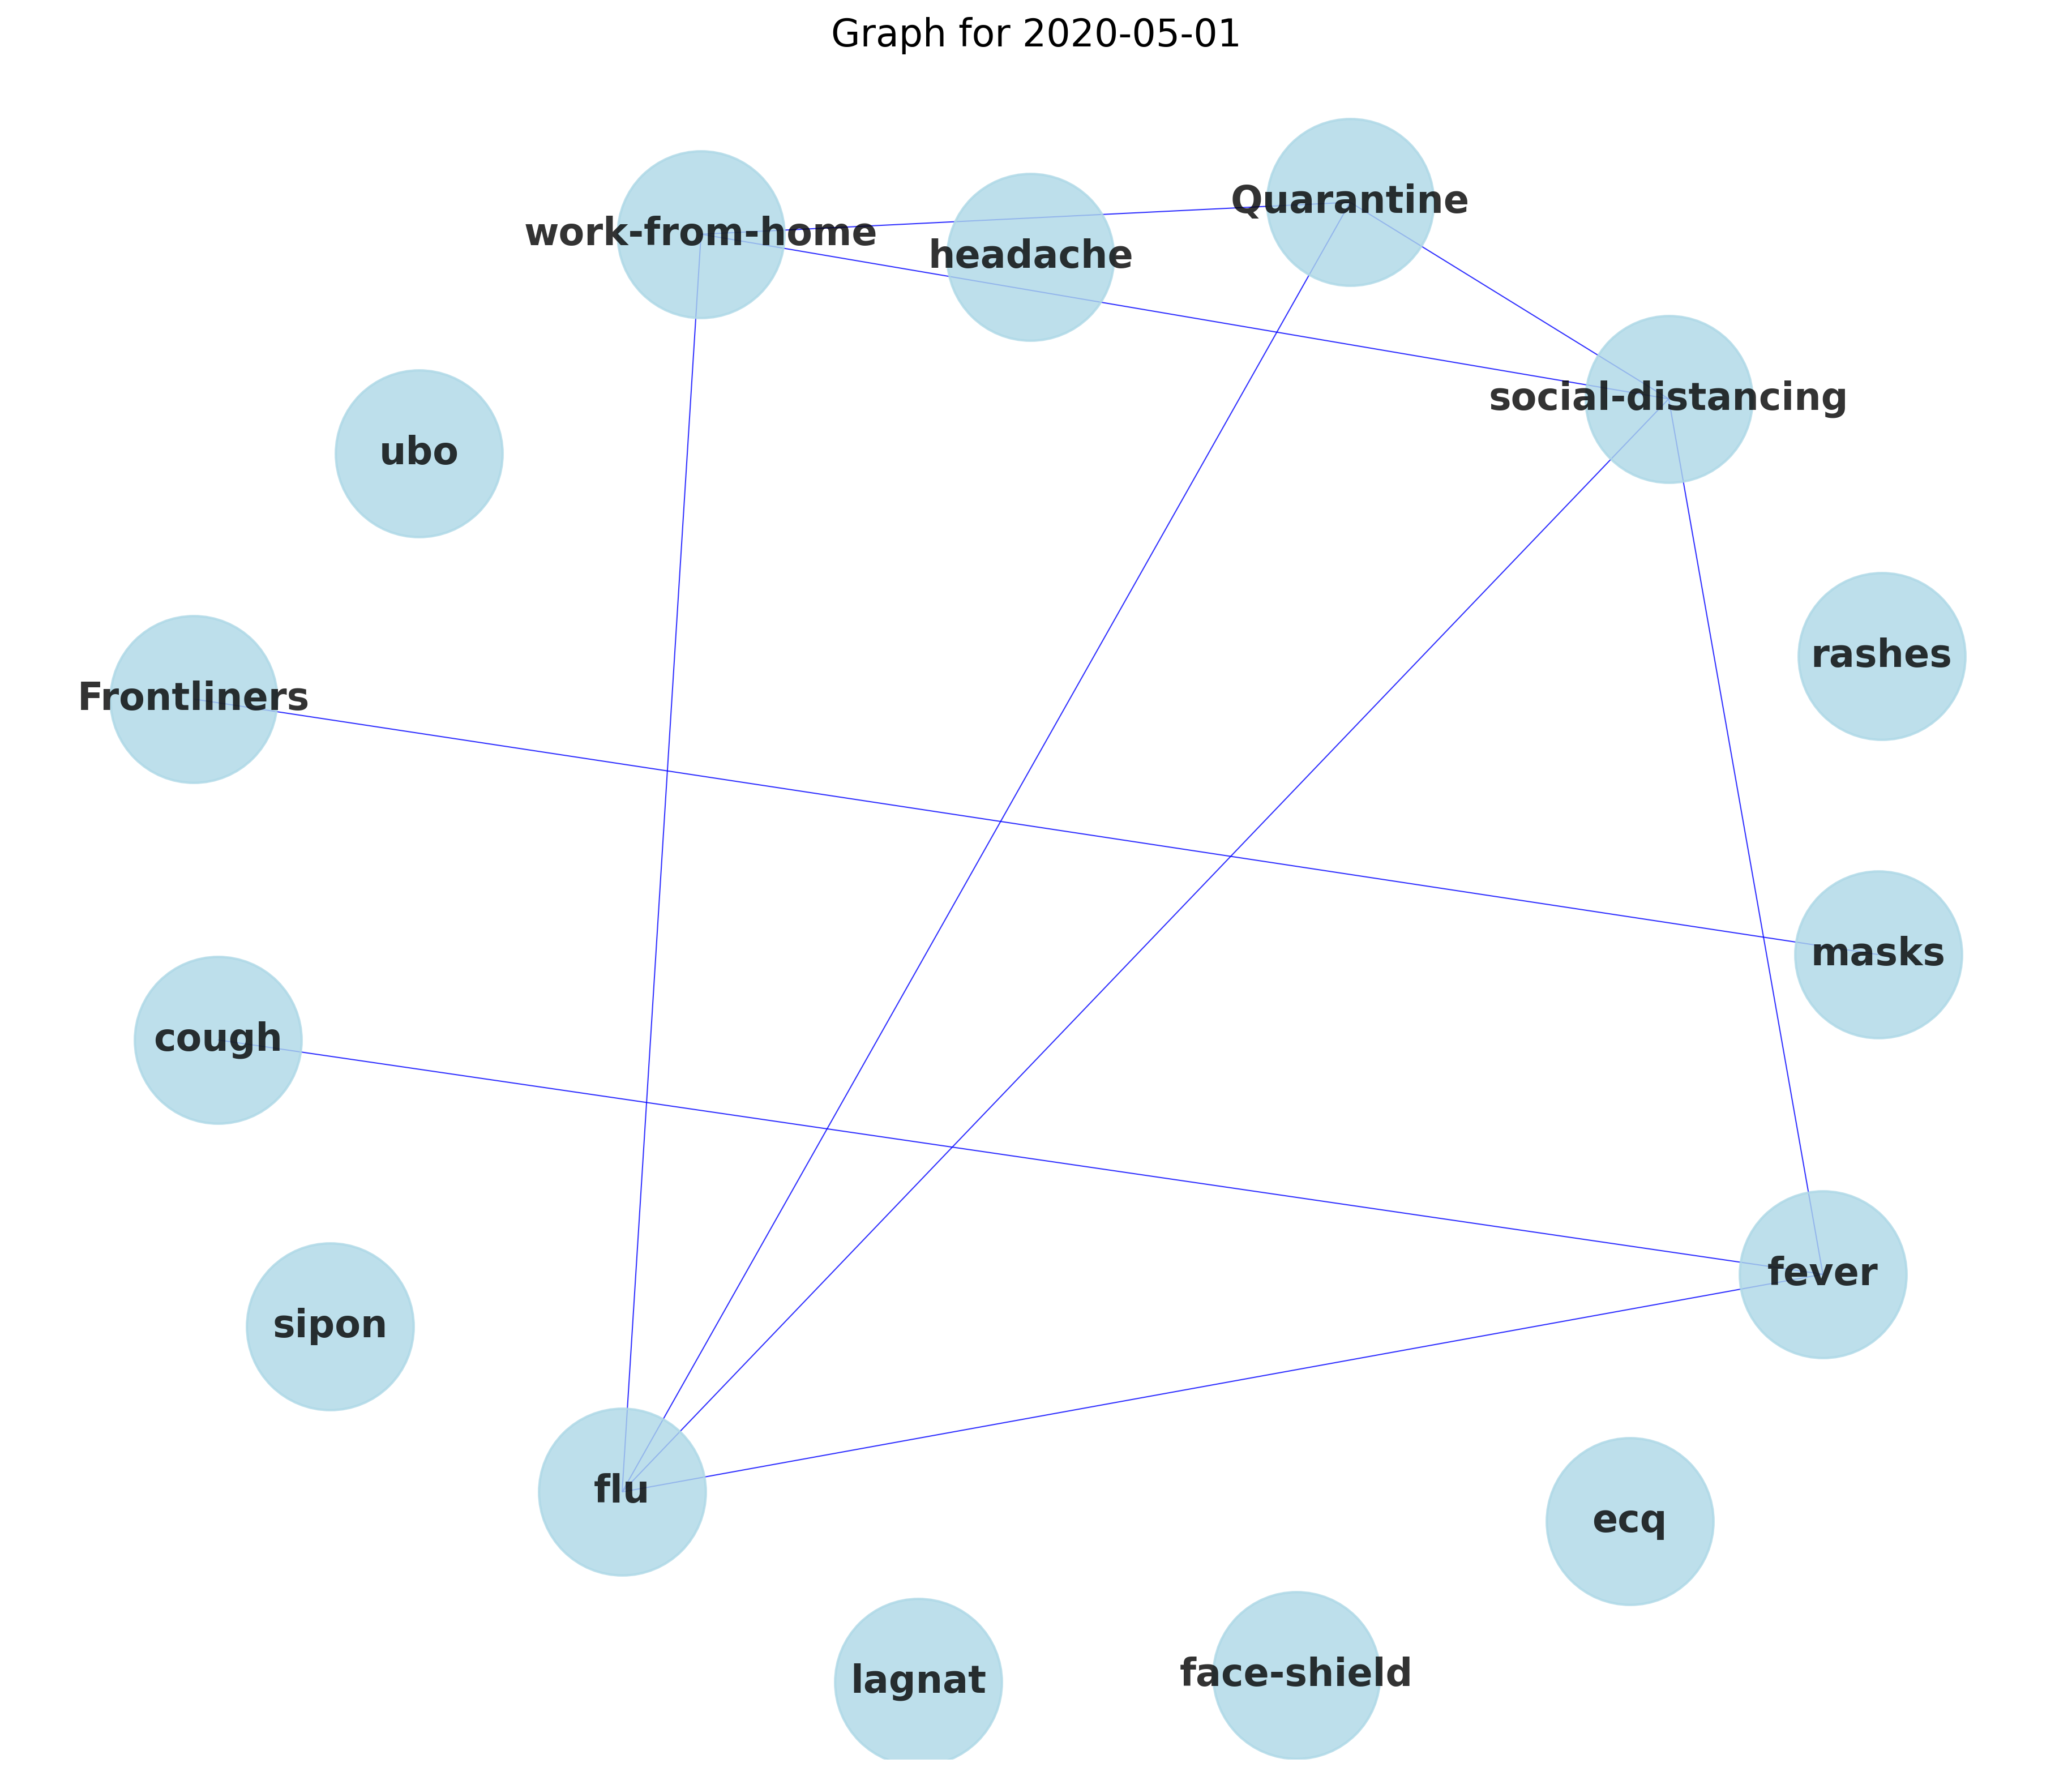 Graph for 2020-05-01
Quarantine
work-from-home
headache
social-distancing
ubo
rashes
Frontliners
masks
cough
fever
sipon
flu
ecq
face-shield
lagnat